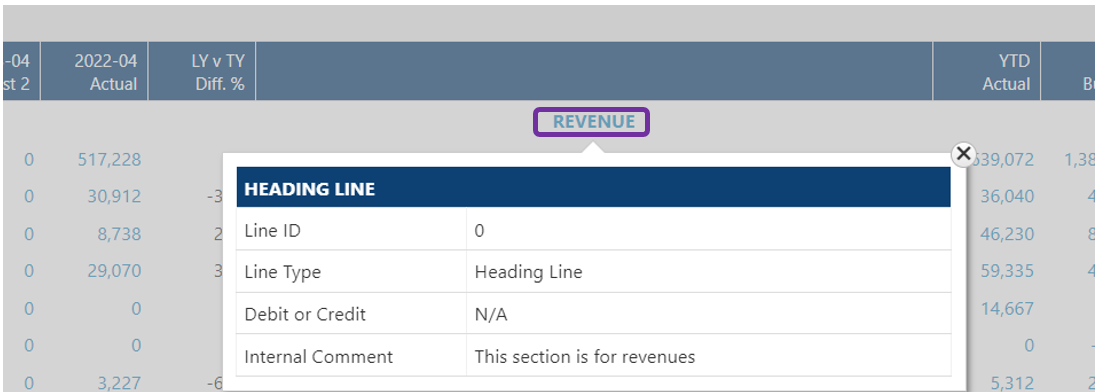 -04 2022-04 LY v TY YTD
st 2 Actual Diff. % Actual Bu
REVENUE
0 517,228 639,072 1,38
HEADING LINE
0 30,912 -3 36,040 4
Line ID 0
0 8,738 2 46,230 8
0 29,070 3 Line Type Heading Line 59,335 4
0 0 Debit or Credit N/A 14,667
0 0 0 -
Internal Comment This section is for revenues
0 3,227 -6 5,312 2